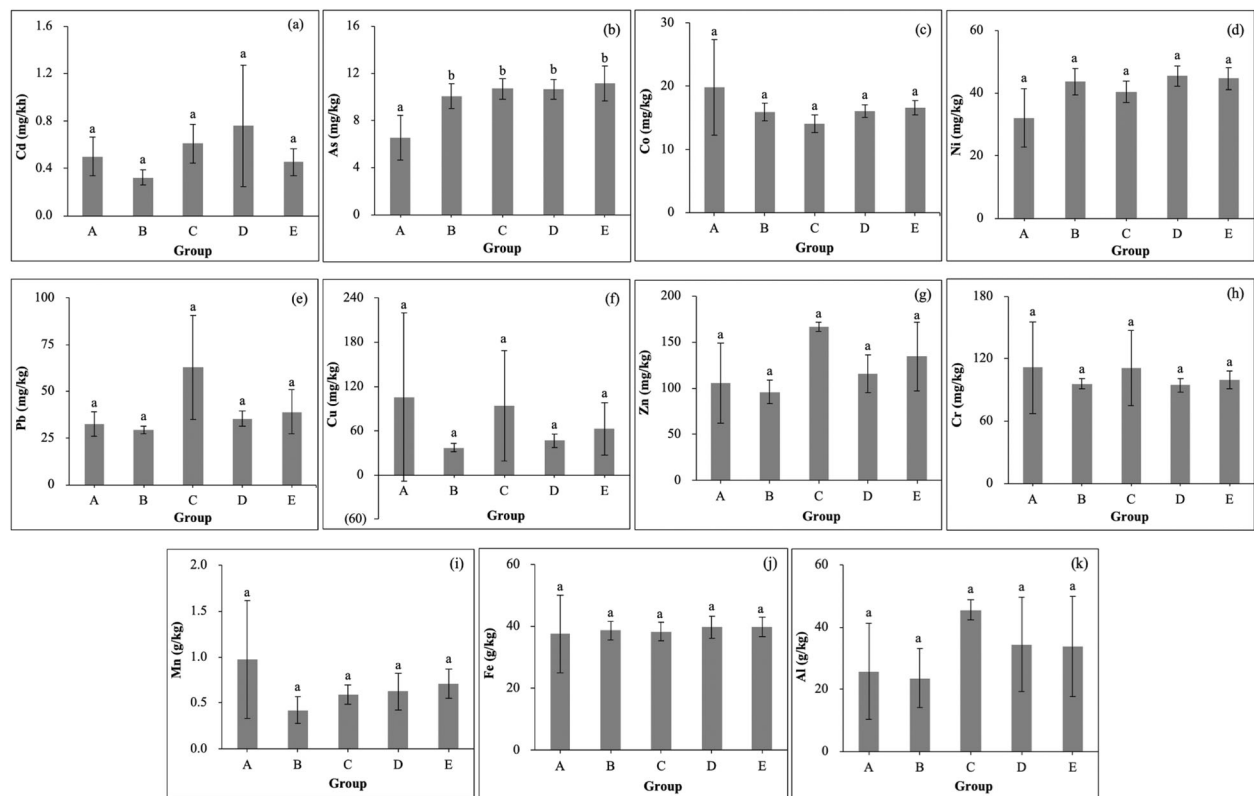 (a)
Cd (mg/kh)
1.6
1.2
0.8
0.4
0.0
a a a a a
A B C D E
Group
(b)
As (mg/kg)
16
12
8
4
0
a b b b b
A B C D E
Group
(c)
Co (mg/kg)
30
20
10
0
a a a a a
A B C D E
Group
(d)
Ni (mg/kg)
60
40
20
0
a a a a a
A B C D E
Group
(e)
Pb (mg/kg)
100
75
50
25
0
a a a a a
A B C D E
Group
(f)
Cu (mg/kg)
240
180
120
60
0
(60)
a a a a a
A B C D E
Group
(g)
Zn (mg/kg)
200
150
100
50
0
a a a a a
A B C D E
Group
(h)
Cr (mg/kg)
180
120
60
0
a a a a a
A B C D E
Group
(i)
Mn (g/kg)
2.0
1.5
1.0
0.5
0.0
a a a a a
A B C D E
Group
(j)
Fe (g/kg)
60
40
20
0
a a a a a
A B C D E
Group
(k)
Al (g/kg)
60
40
20
0
a a a a a
A B C D E
Group